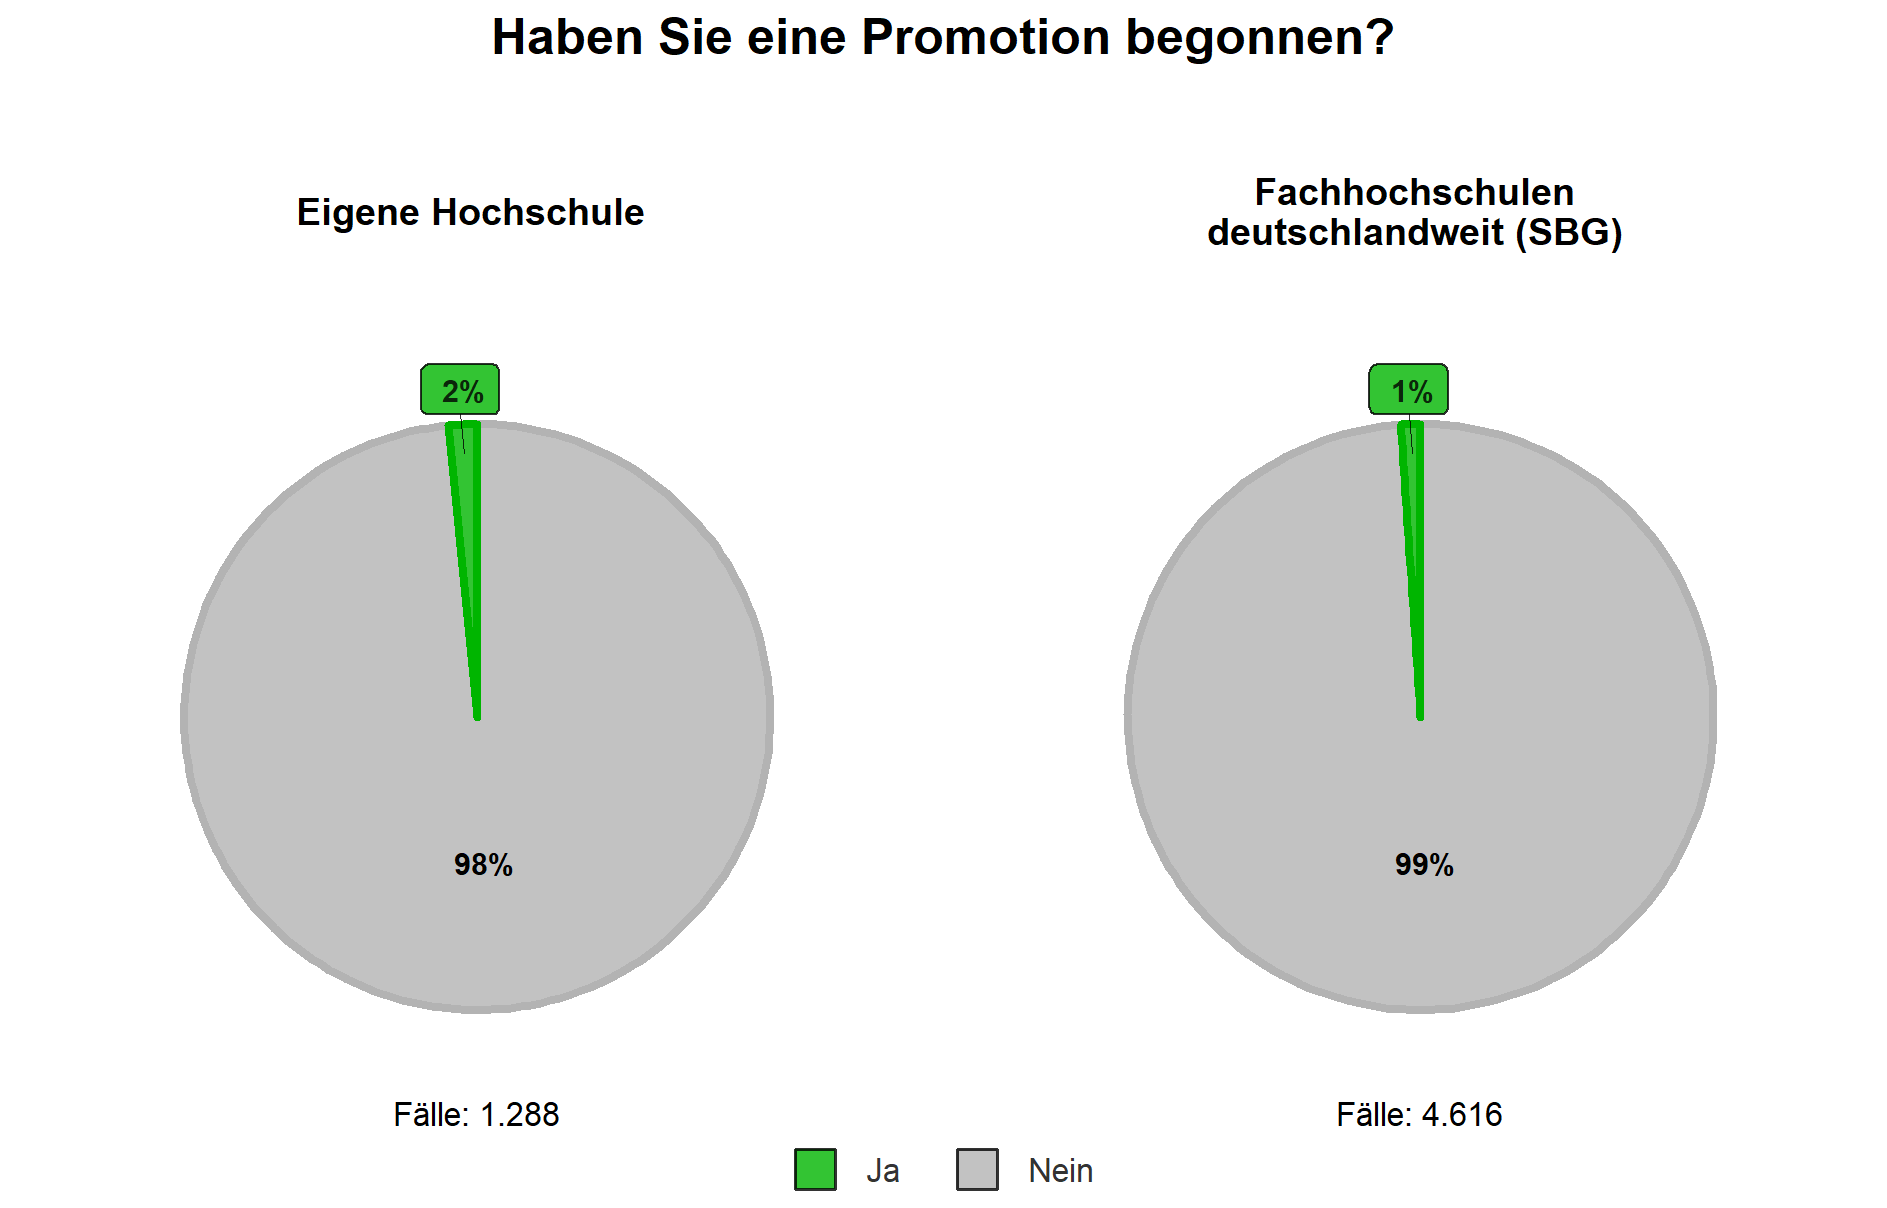 Haben Sie eine Promotion begonnen?
Eigene Hochschule
Fachhochschulen
deutschlandweit (SBG)
2%
1%
98%
99%
Fälle: 1.288
Fälle: 4.616
Ja
Nein